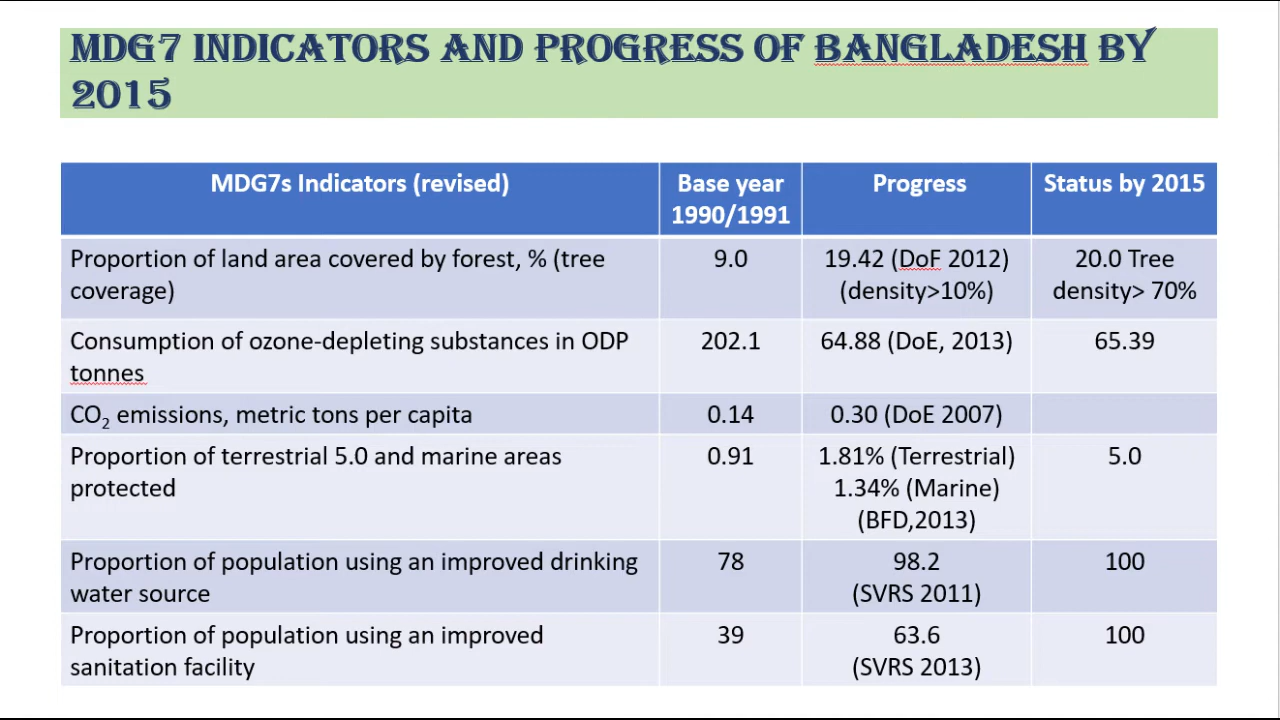 MDG7 INDICATORS AND PROGRESS OF BANGLADESH BY
2015
MDG7s Indicators (revised)
Base year
1990/1991
Progress
Status by 2015
Proportion of land area covered by forest, % (tree
coverage)
9.0
19.42 (DoF 2012)
(density>10%)
20.0 Tree
density> 70%
Consumption of ozone-depleting substances in ODP
tonnes
202.1
64.88 (DoE, 2013)
65.39
CO₂ emissions, metric tons per capita
0.14
0.30 (DoE 2007)
Proportion of terrestrial 5.0 and marine areas
protected
0.91
1.81% (Terrestrial)
1.34% (Marine)
(BFD,2013)
5.0
Proportion of population using an improved drinking
water source
78
98.2
(SVRS 2011)
100
Proportion of population using an improved
sanitation facility
39
63.6
(SVRS 2013)
100